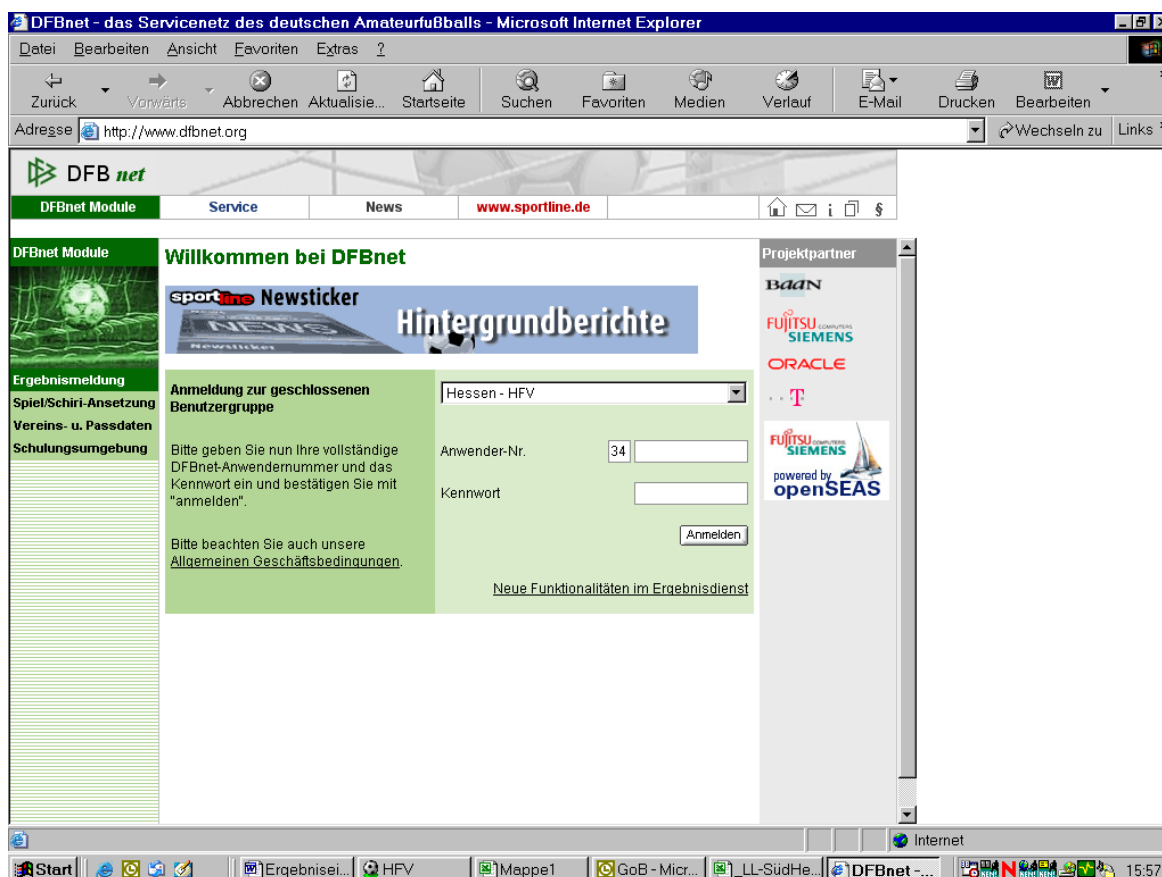 DFBnet - das Servicenetz des deutschen Amateurfußballs - Microsoft Internet Explorer
Datei Bearbeiten Ansicht Favoriten Extras ?
Zurück Vorwärts Abbrechen Aktualisie... Startseite Suchen Favoriten Medien Verlauf E-Mail Drucken Bearbeiten
Adresse http://www.dfbnet.org Wechseln zu Links
DFB net
DFBnet Module Service News www.sportline.de i §
DFBnet Module
Ergebnismeldung
Spiel/Schiri-Ansetzung
Vereins- u. Passdaten
Schulungsumgebung
Willkommen bei DFBnet
sportline Newsticker
NEWS
Newsticker
Hintergrundberichte
Anmeldung zur geschlossenen
Benutzergruppe
Bitte geben Sie nun Ihre vollständige
DFBnet-Anwendernummer und das
Kennwort ein und bestätigen Sie mit
"anmelden".
Bitte beachten Sie auch unsere
Allgemeinen Geschäftsbedingungen.
Hessen - HFV
Anwender-Nr. 34
Kennwort
Anmelden
Neue Funktionalitäten im Ergebnisdienst
Projektpartner
BaaN
FUJITSU COMPUTERS
SIEMENS
ORACLE
T
FUJITSU COMPUTERS
SIEMENS
powered by
openSEAS
Internet
Start Ergebnisei... HFV Mappe1 GoB - Micr... _LL-SüdHe... DFBnet -... 15:57